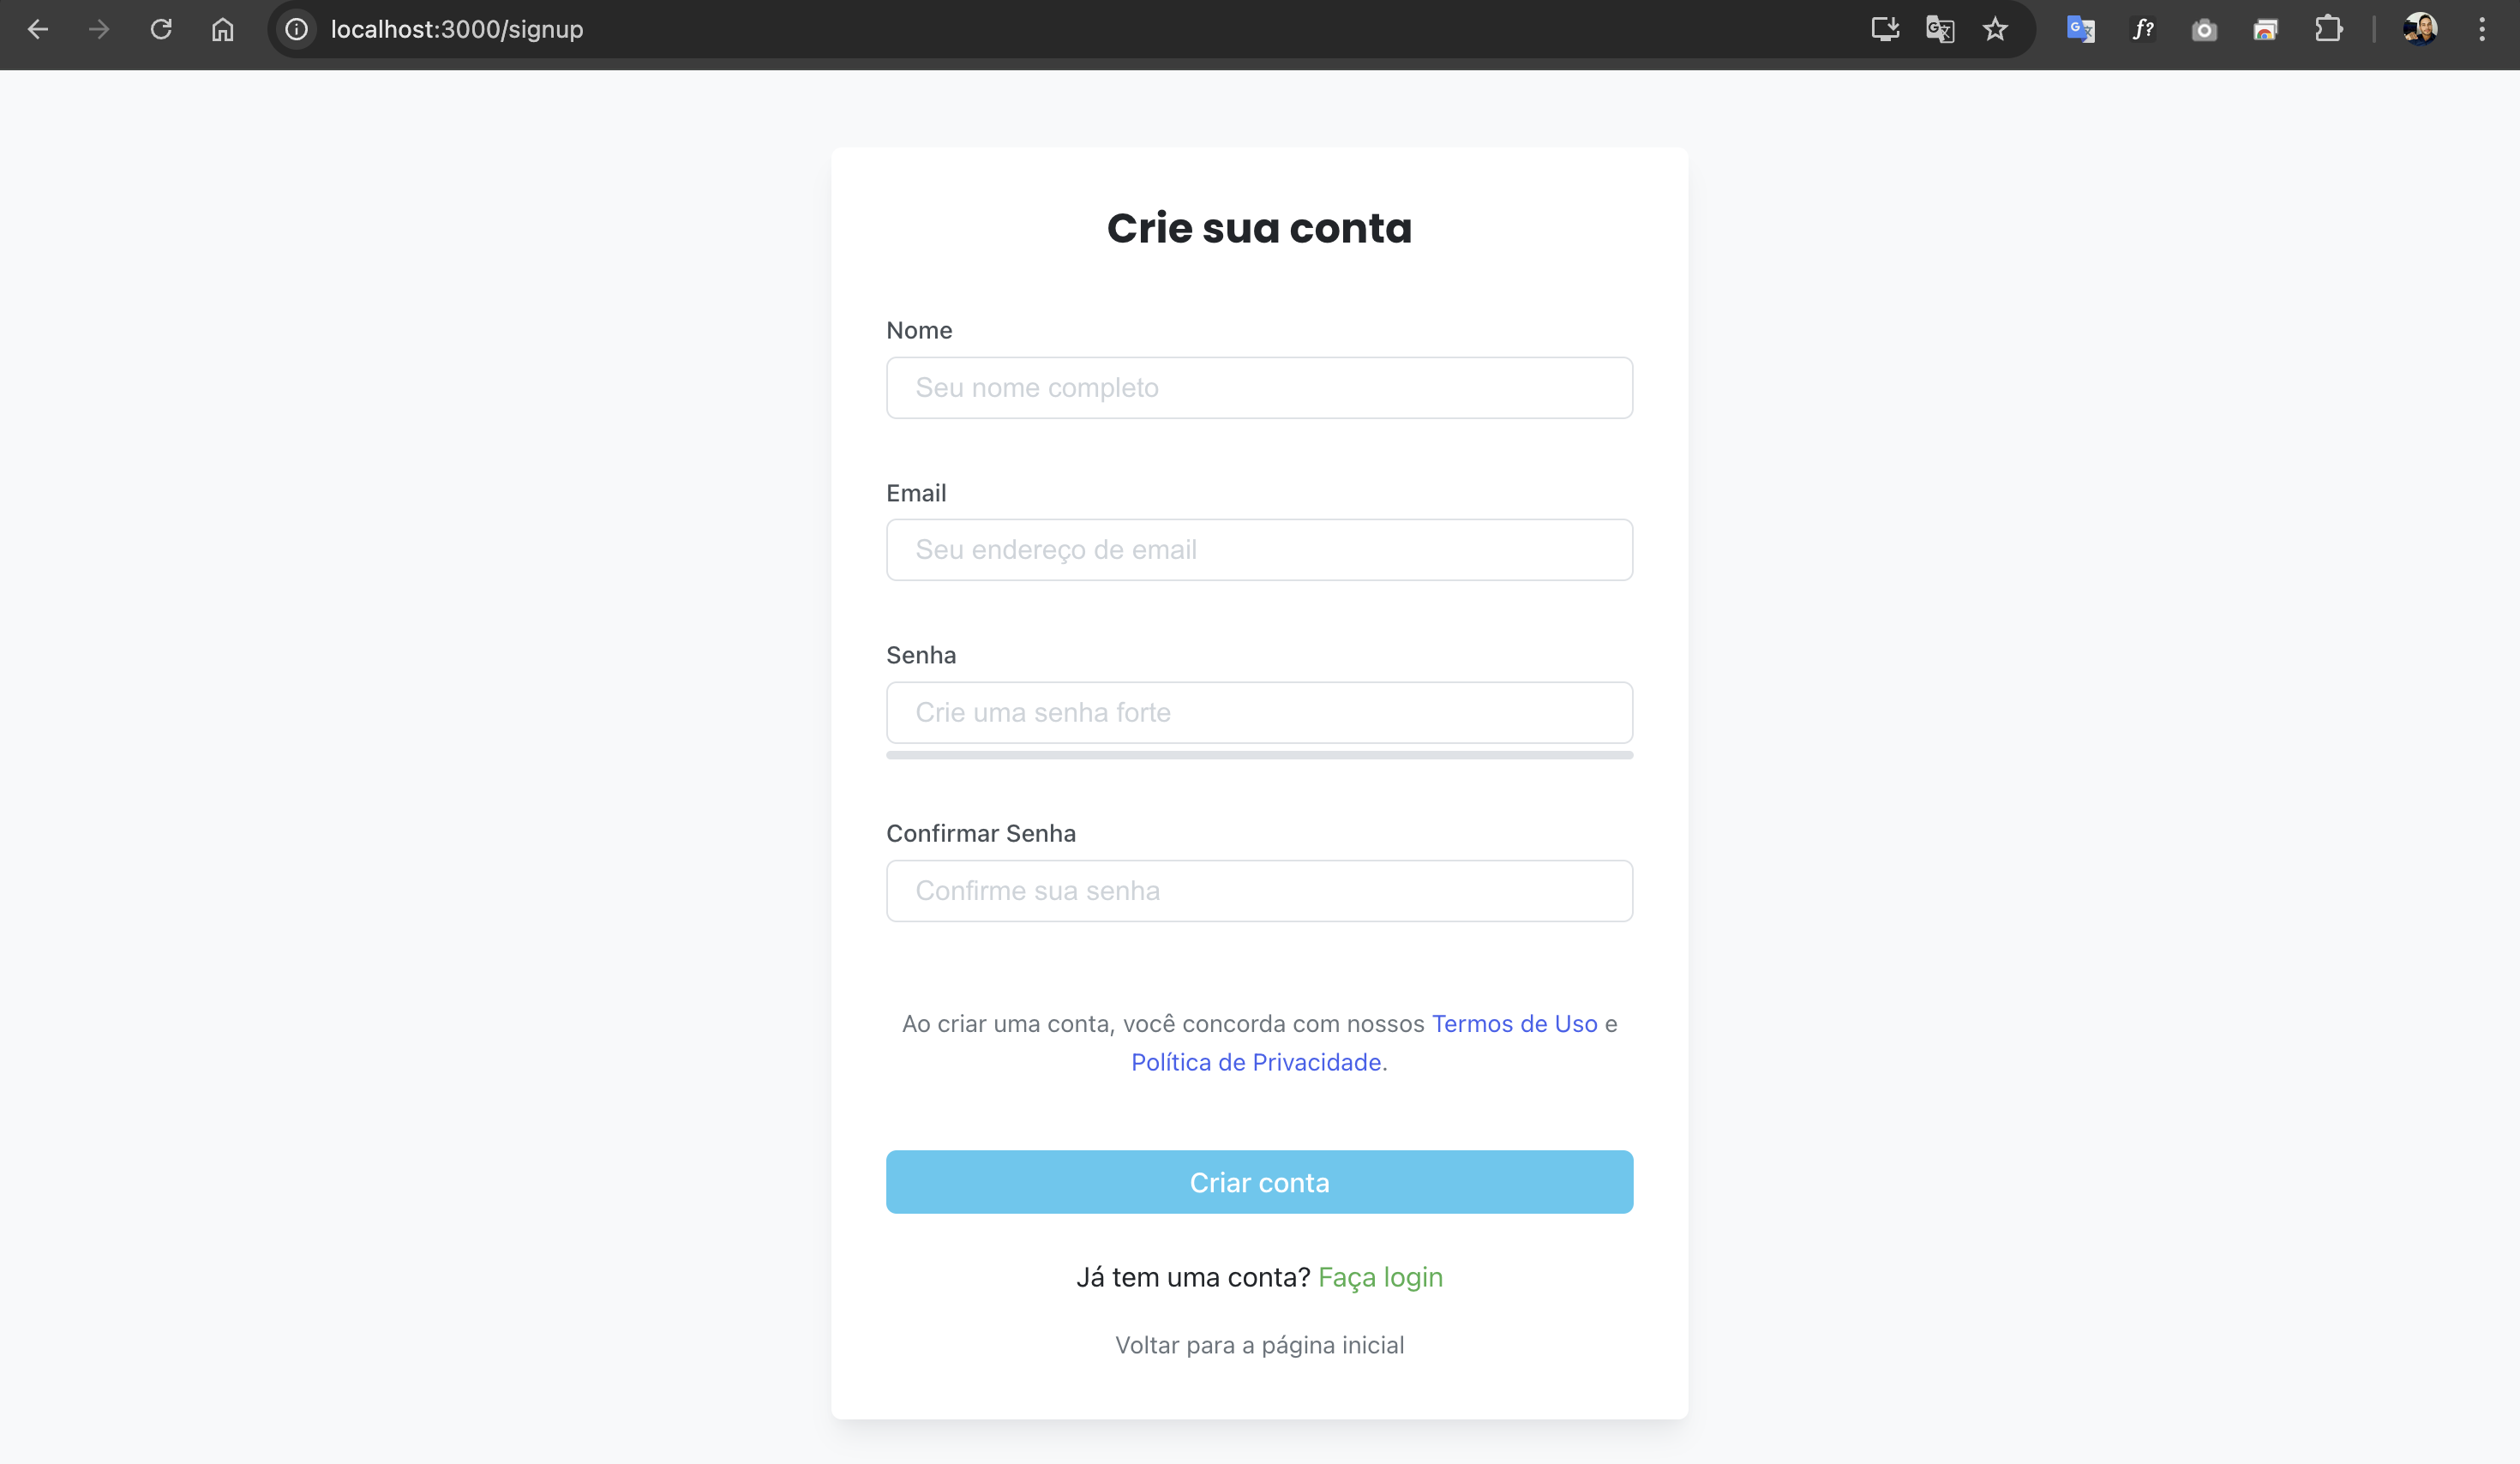 localhost:3000/signup
f?
Crie sua conta
Nome
Seu nome completo
Email
Seu endereço de email
Senha
Crie uma senha forte
Confirmar Senha
Confirme sua senha
Ao criar uma conta, você concorda com nossos Termos de Uso e
Política de Privacidade.
Criar conta
Já tem uma conta? Faça login
Voltar para a página inicial